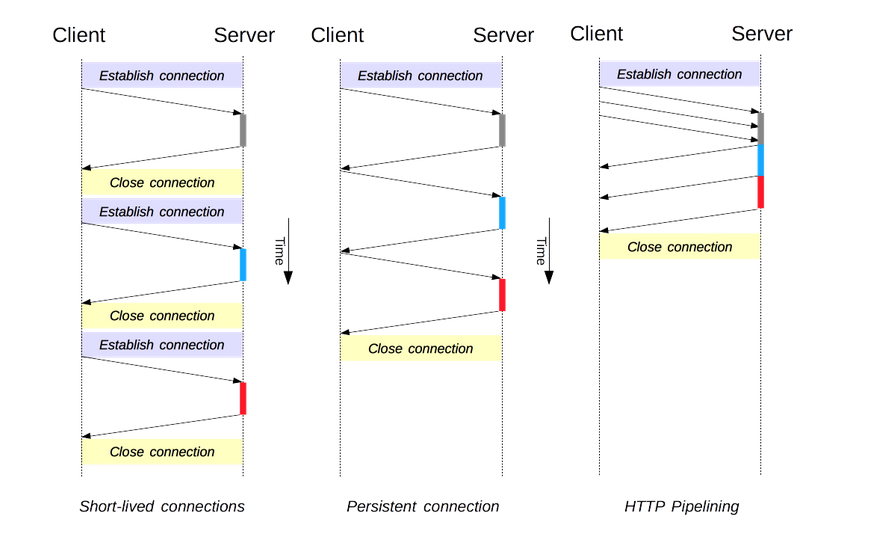 Client Server
Establish connection
Close connection
Establish connection
Close connection
Establish connection
Close connection
Short-lived connections
Time
Client Server
Establish connection
Close connection
Persistent connection
Time
Client Server
Establish connection
Close connection
HTTP Pipelining